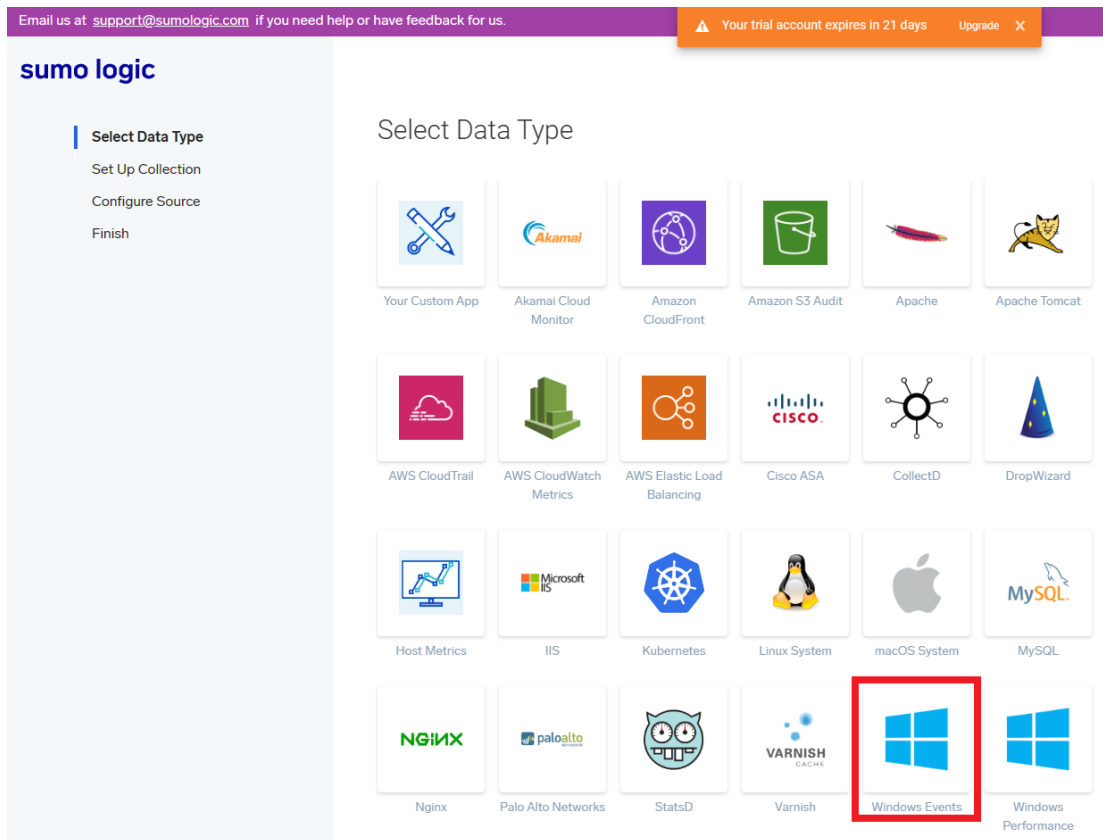 Email us at support@sumologic.com if you need help or have feedback for us.
Your trial account expires in 21 days Upgrade
sumo logic
Select Data Type
Set Up Collection
Configure Source
Finish
Select Data Type
Akamai
Your Custom App
Akamai Cloud
Monitor
Amazon
CloudFront
Amazon S3 Audit
Apache
Apache Tomcat
CISCO
AWS CloudTrail
AWS CloudWatch
Metrics
AWS Elastic Load
Balancing
Cisco ASA
CollectD
DropWizard
Microsoft
IIS
MySQL
Host Metrics
IIS
Kubernetes
Linux System
macOS System
MySQL
NGINX
paloalto
VARNISH
CACHE
Nginx
Palo Alto Networks
StatsD
Varnish
Windows Events
Windows
Performance